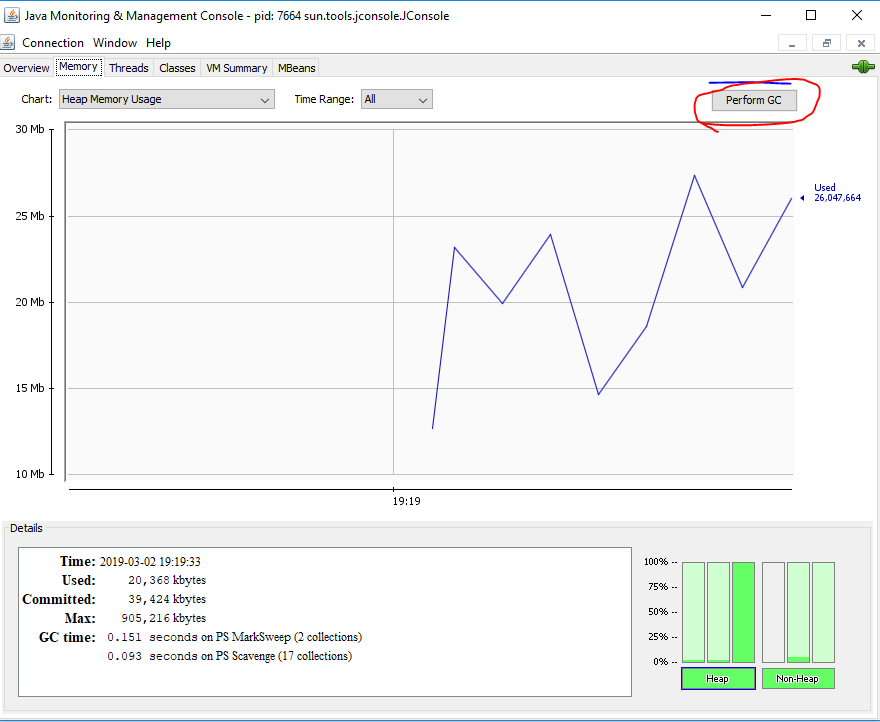 Java Monitoring & Management Console - pid: 7664 sun.tools.jconsole.JConsole
Connection Window Help
Overview Memory Threads Classes VM Summary MBeans
Chart: Heap Memory Usage Time Range: All Perform GC
30 Mb
25 Mb
20 Mb
15 Mb
10 Mb
Used
26,047,664
19:19
Details
Time: 2019-03-02 19:19:33
Used: 20,368 kbytes
Committed: 39,424 kbytes
Max: 905,216 kbytes
GC time: 0.151 seconds on PS MarkSweep (2 collections)
0.093 seconds on PS Scavenge (17 collections)
100% --
75% --
50% --
25% --
0% --
Heap Non-Heap